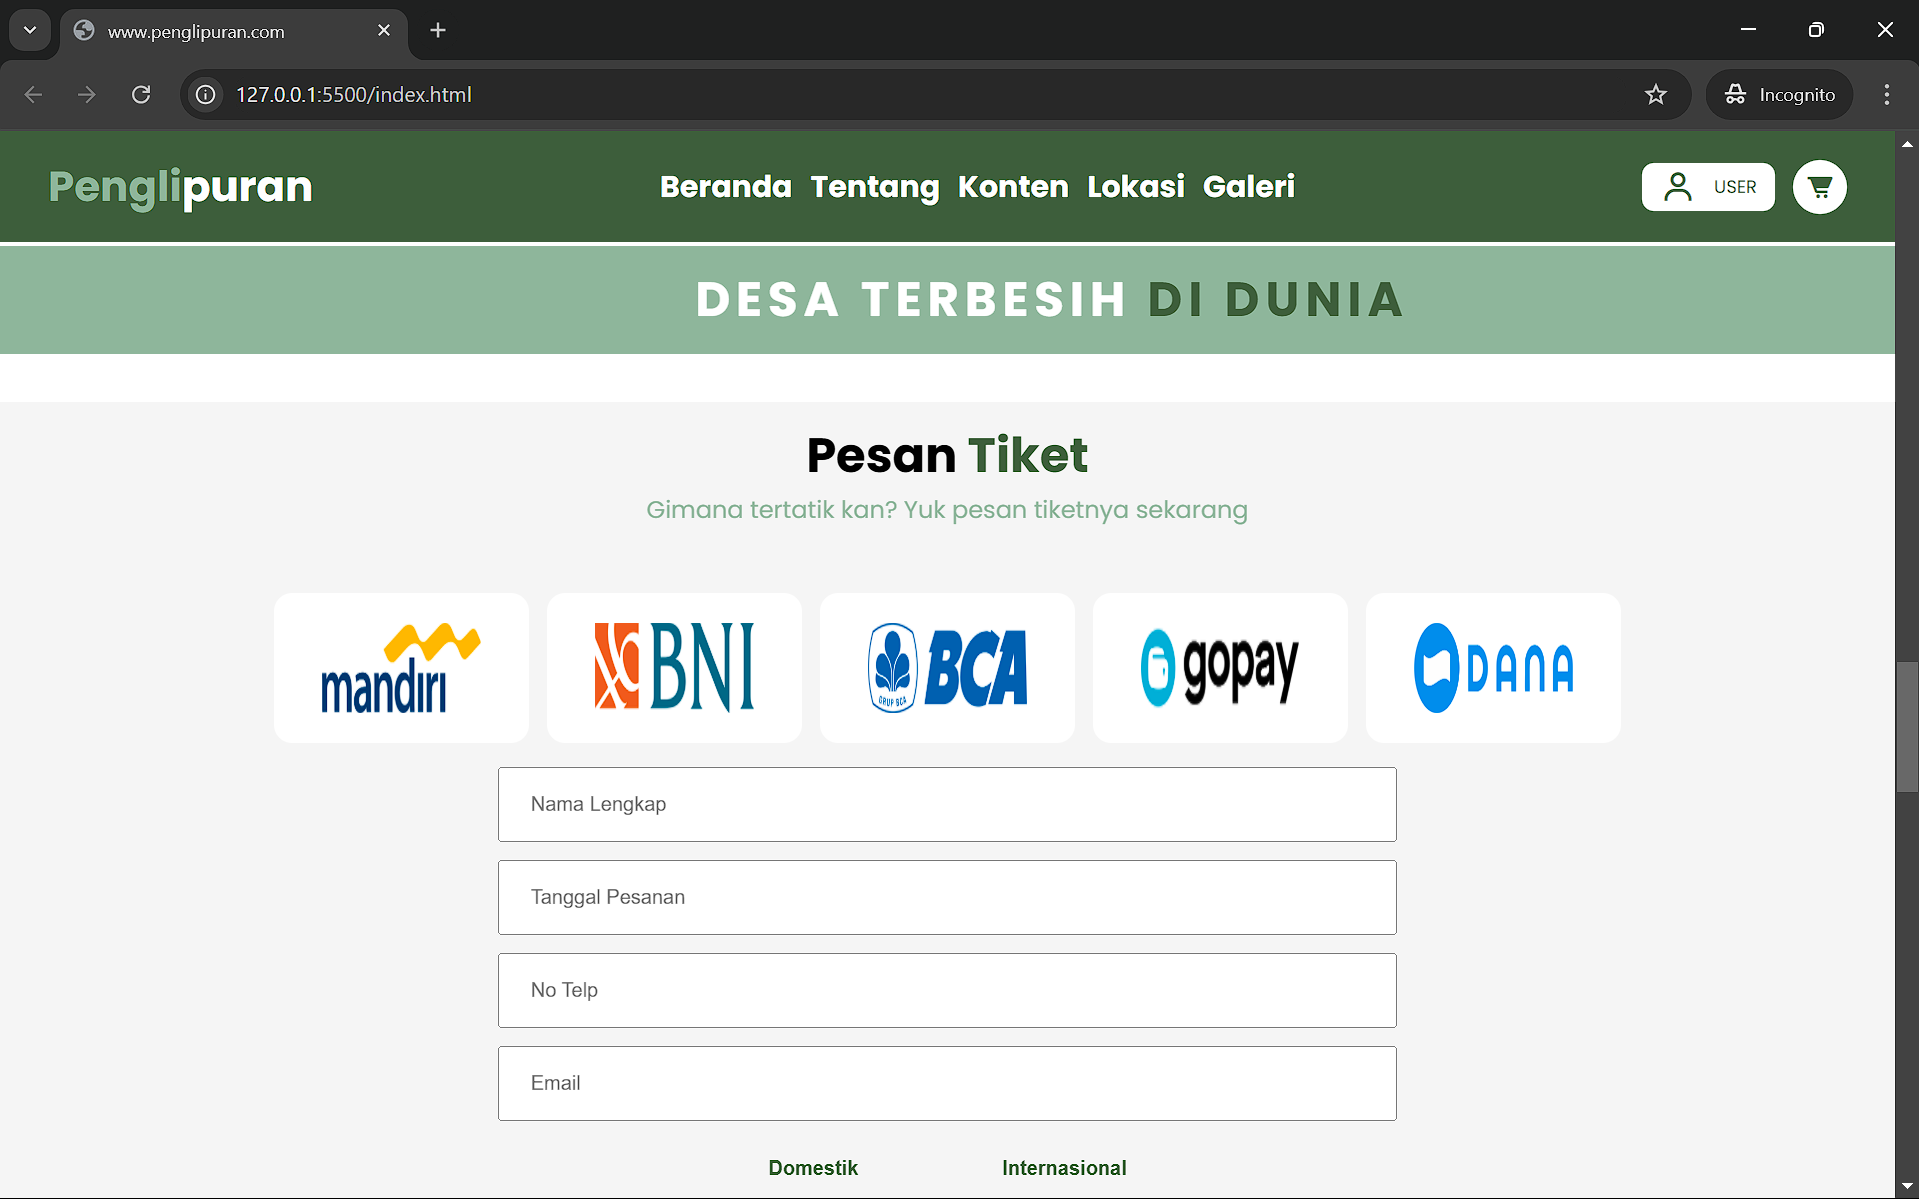 www.penglipuran.com
127.0.0.1:5500/index.html
Incognito
Penglipuran
Beranda Tentang Konten Lokasi Galeri
USER
DESA TERBESIH DI DUNIA
Pesan Tiket
Gimana tertatik kan? Yuk pesan tiketnya sekarang
mandiri
BNI
GRUP BCA
BCA
gopay
DANA
Nama Lengkap
Tanggal Pesanan
No Telp
Email
Domestik Internasional